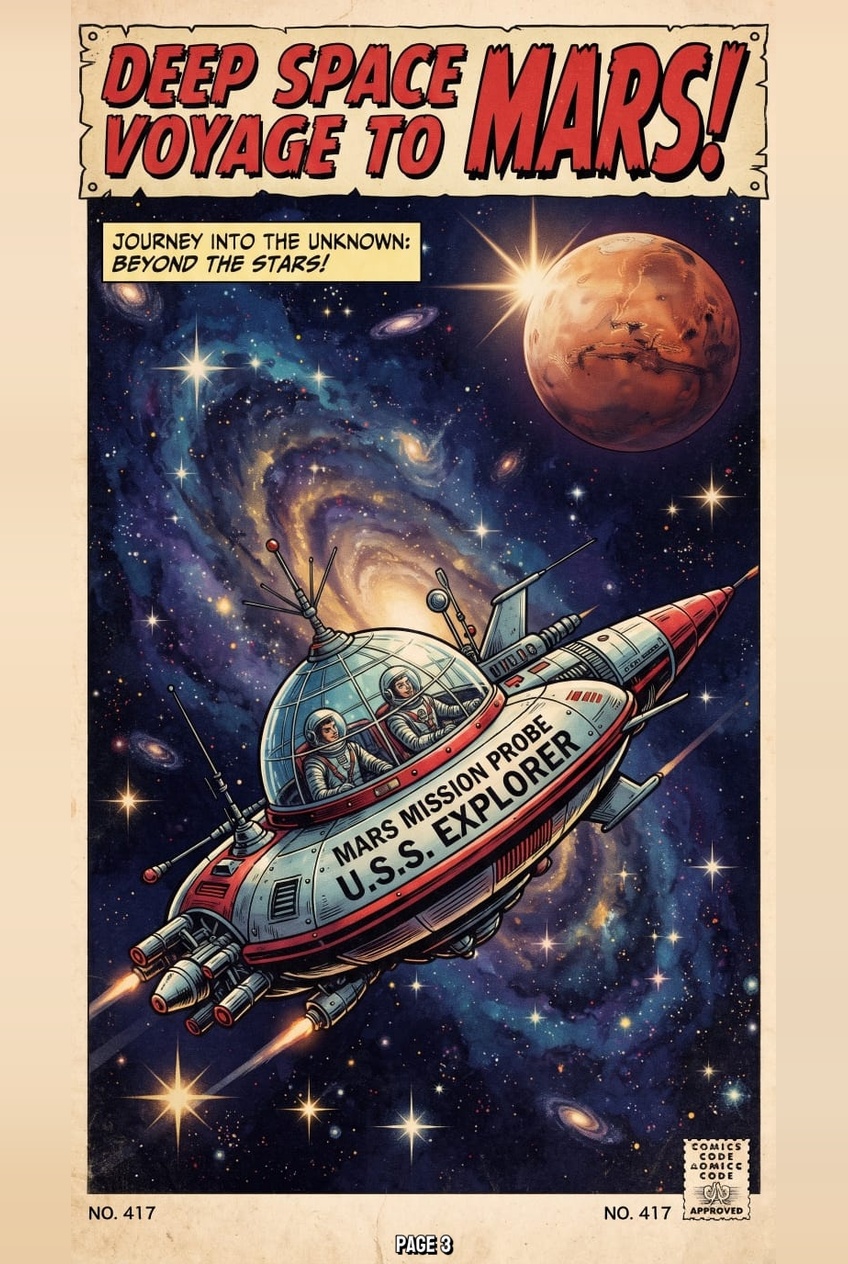 DEEP SPACE
VOYAGE TO MARS!
JOURNEY INTO THE UNKNOWN:
BEYOND THE STARS!
MARS MISSION PROBE
U.S.S. EXPLORER
NO. 417
NO. 417
COMICS
CODE
AOMICC
CODE
APPROVED
PAGE 3